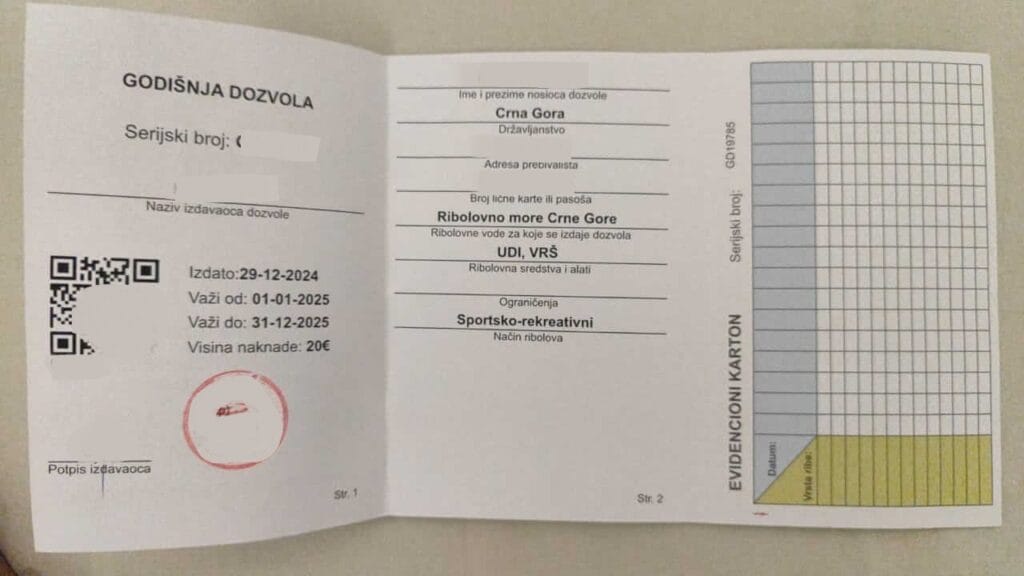 GODIŠNJA DOZVOLA
Serijski broj:
Naziv izdavaoca dozvole
Izdato:29-12-2024
Važi od: 01-01-2025
Važi do: 31-12-2025
Visina naknade: 20€
Potpis izdavaoca
Str. 1
Ime i prezime nosioca dozvole
Crna Gora
Državljanstvo
Adresa prebivališta
Broj lične karte ili pasoša
Ribolovno more Crne Gore
Ribolovne vode za koje se izdaje dozvola
UDI, VRŠ
Ribolovna sredstva i alati
Ograničenja
Sportsko-rekreativni
Način ribolova
Str. 2
EVIDENCIONI KARTON
Serijski broj: GD19785
Datum:
Vrsta ribe: